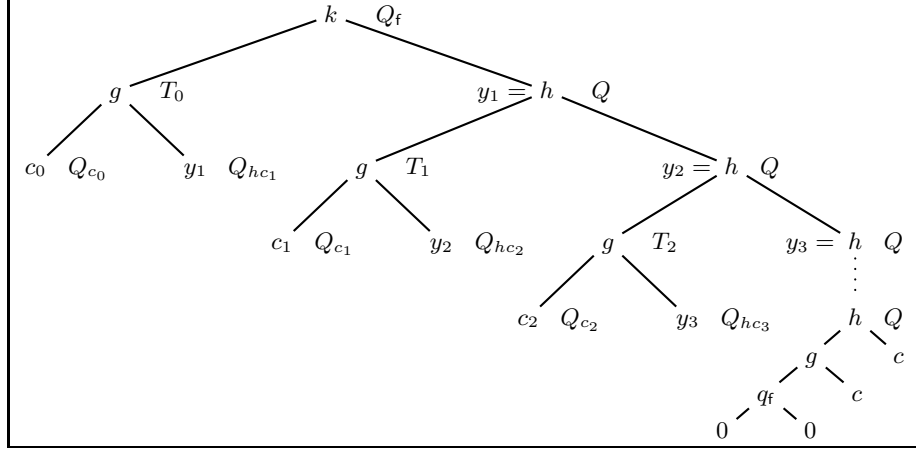 k Q_f
g T_0 y_1 = h Q
c_0 Q_{c_0} y_1 Q_{hc_1} g T_1 y_2 = h Q
c_1 Q_{c_1} y_2 Q_{hc_2} g T_2 y_3 = h Q
c_2 Q_{c_2} y_3 Q_{hc_3} h Q
g c
q_f c
0 0